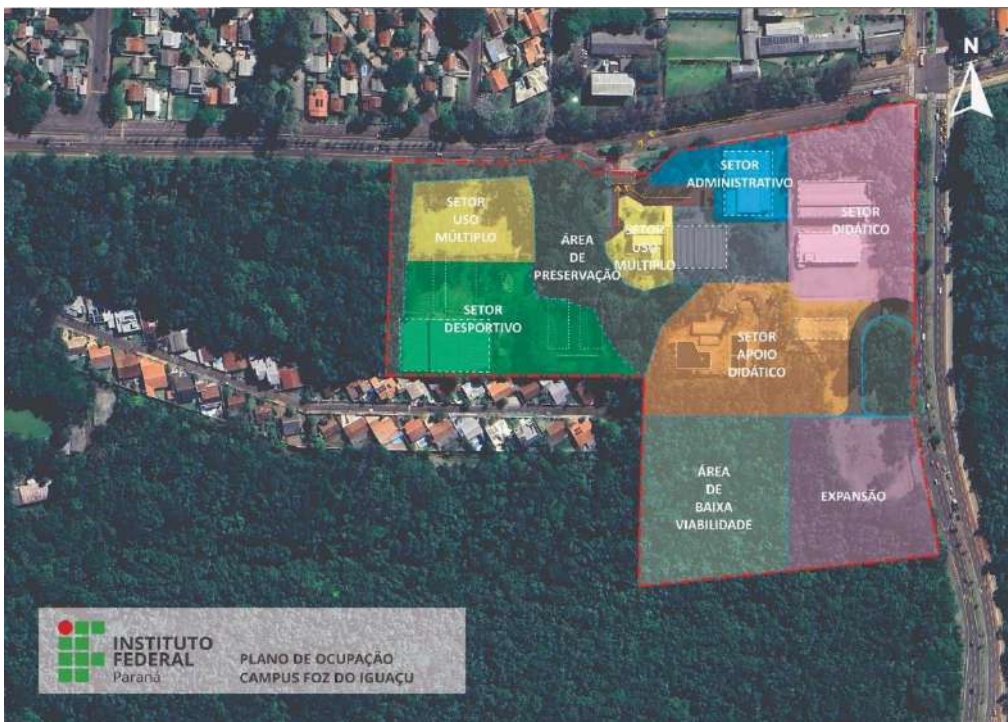 N
SETOR
ADMINISTRATIVO
SETOR
USO
MÚLTIPLO
SETOR
DIDÁTICO
ÁREA
DE
PRESERVAÇÃO
SETOR
USO
MÚLTIPLO
SETOR
DESPORTIVO
SETOR
APOIO
DIDÁTICO
ÁREA
DE
BAIXA
VIABILIDADE
EXPANSÃO
INSTITUTO
FEDERAL
Paraná
PLANO DE OCUPAÇÃO
CAMPUS FOZ DO IGUAÇU